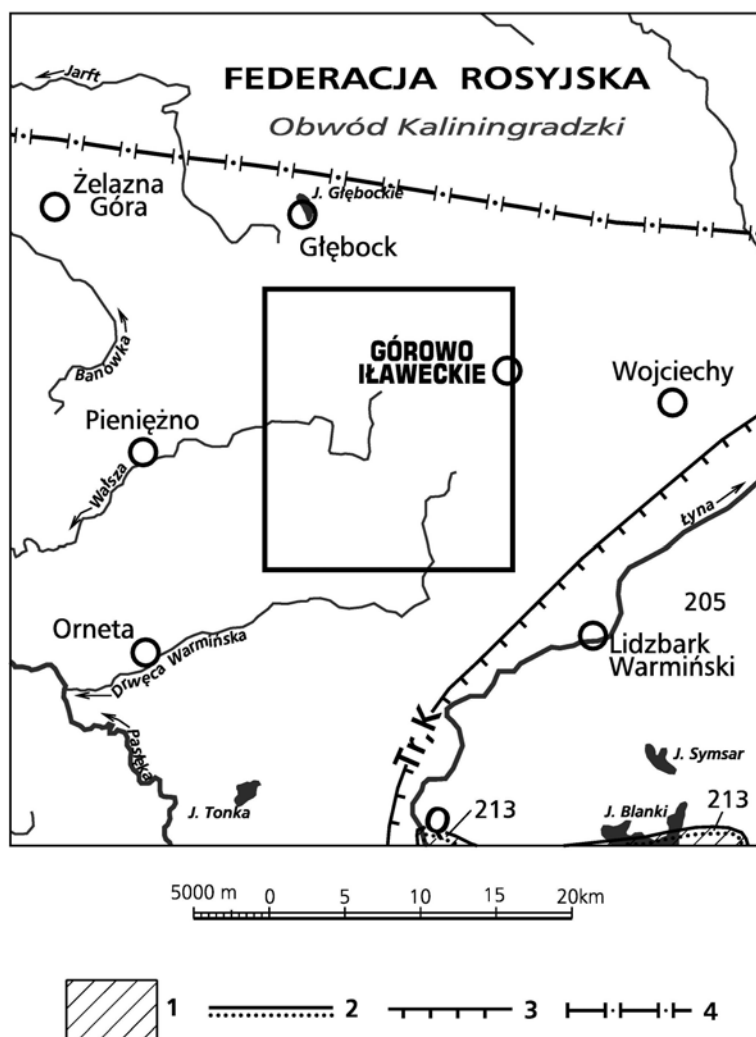 Jarft
FEDERACJA ROSYJSKA
Obwód Kaliningradzki
Żelazna
Góra
J. Głębockie
Głębock
Banówka
GÓROWO
IŁAWECKIE
Wojciechy
Pieniężno
Wałsza
Łyna
205
Orneta
Lidzbark
Warmiński
Drwęca Warmińska
Pasłęka
Tr,K
J. Symsar
J. Tonka
Q
213
J. Blanki
213
5000 m 0 5 10 15 20km
1 2 3 4